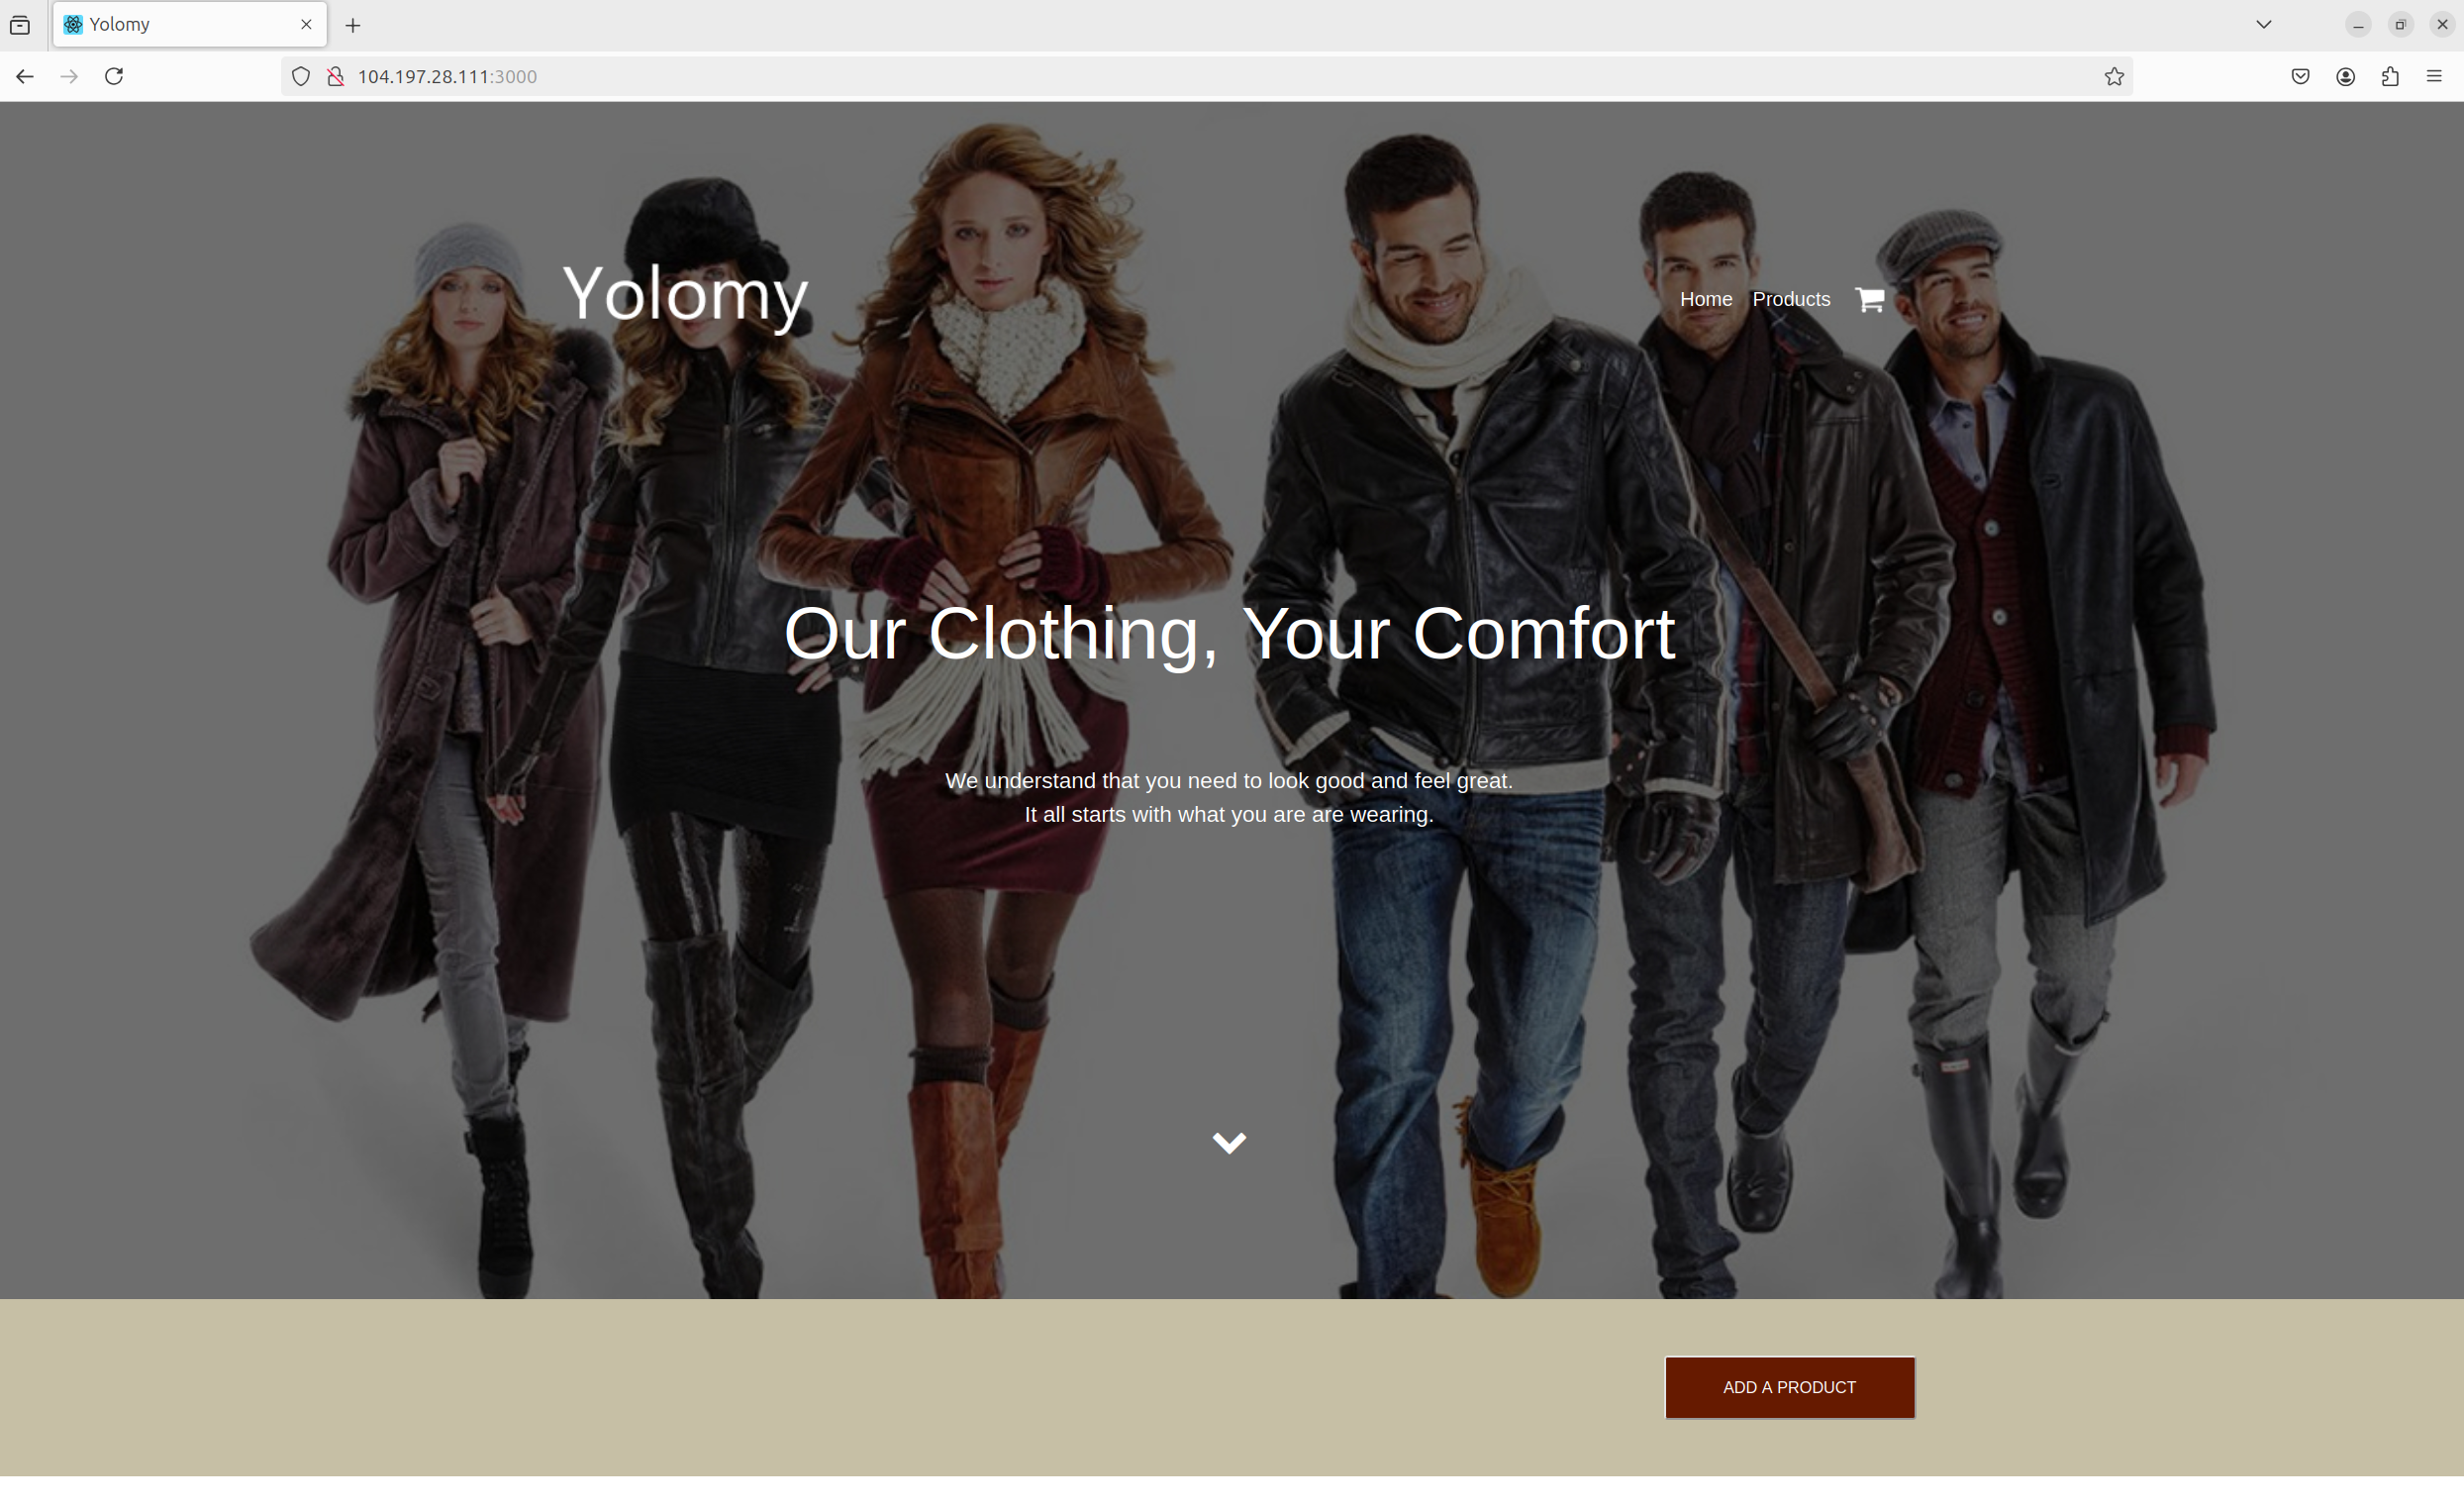 Yolomy
104.197.28.111:3000
Yolomy
Home Products
Our Clothing, Your Comfort
We understand that you need to look good and feel great.
It all starts with what you are are wearing.
ADD A PRODUCT